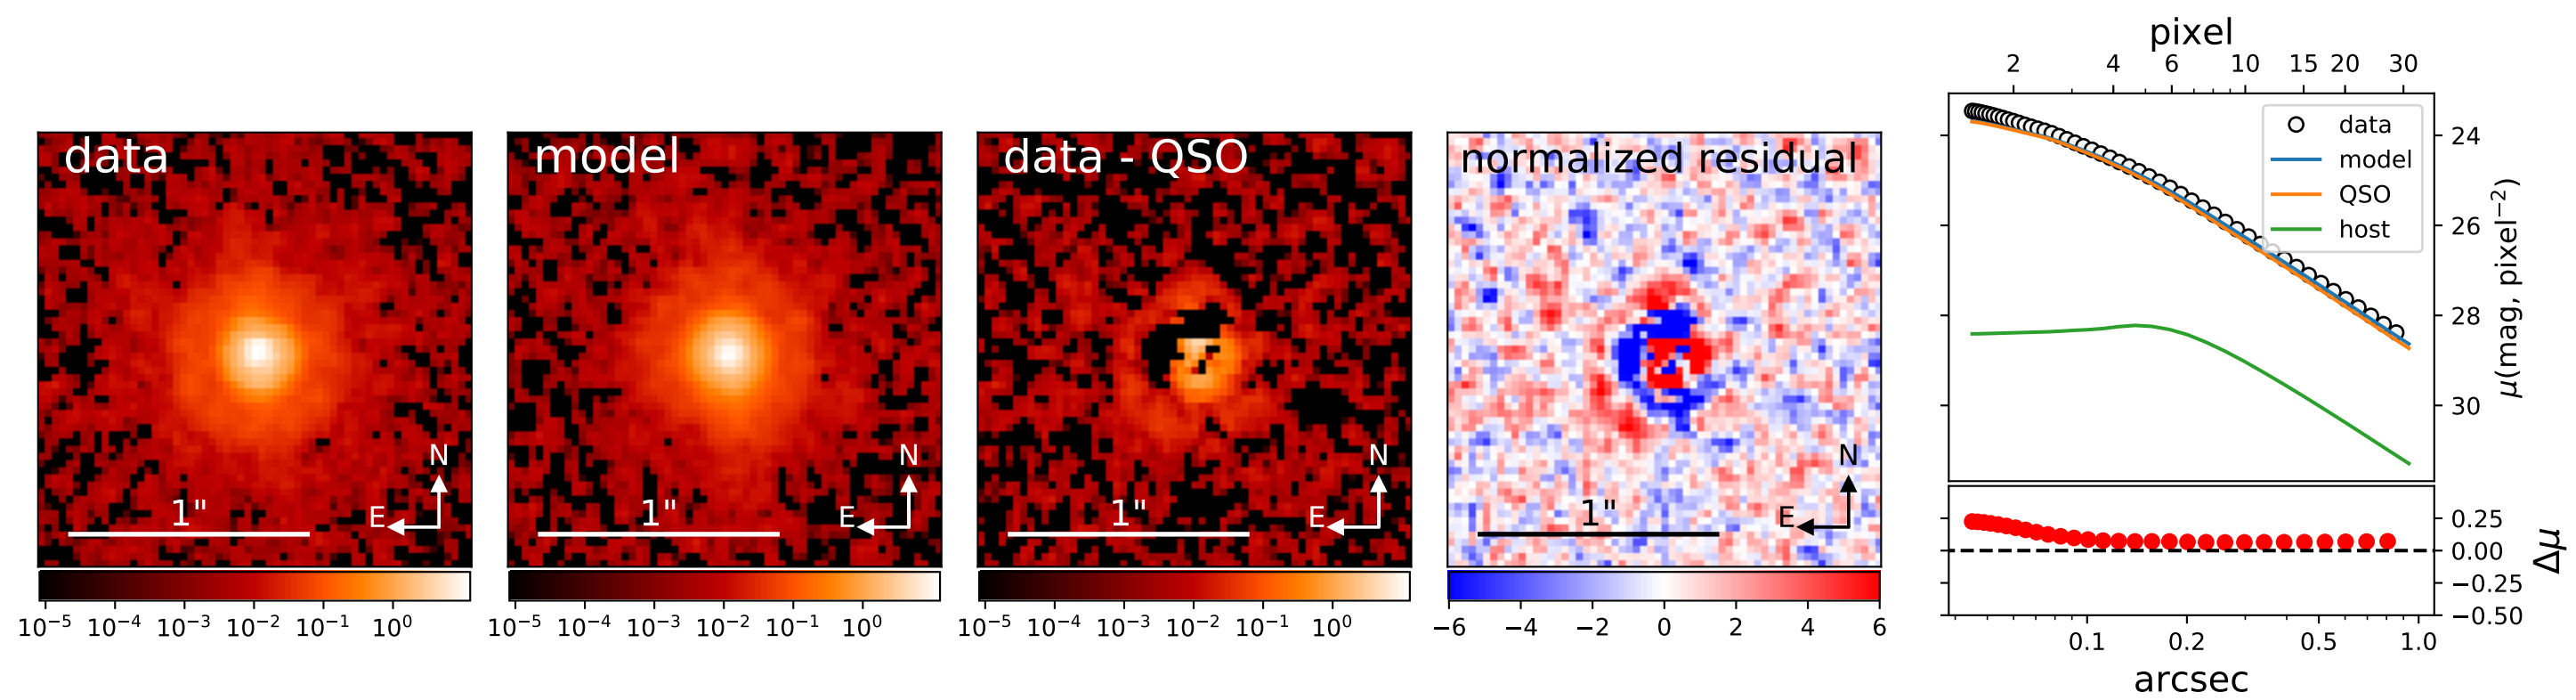 data
N
E
1"
10⁻⁵ 10⁻⁴ 10⁻³ 10⁻² 10⁻¹ 10⁰
model
N
E
1"
10⁻⁵ 10⁻⁴ 10⁻³ 10⁻² 10⁻¹ 10⁰
data - QSO
N
E
1"
10⁻⁵ 10⁻⁴ 10⁻³ 10⁻² 10⁻¹ 10⁰
normalized residual
N
E
1"
−6 −4 −2 0 2 4 6
pixel
2 4 6 10 15 20 30
data
model
QSO
host
24
26
28
30
μ(mag, pixel⁻²)
0.25
0.00
−0.25
−0.50
Δμ
0.1 0.2 0.5 1.0
arcsec